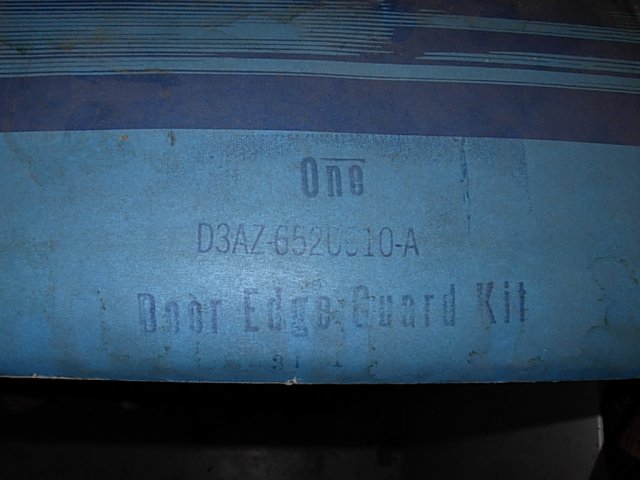 One
D3AZ-6520910-A
Door Edge Guard Kit